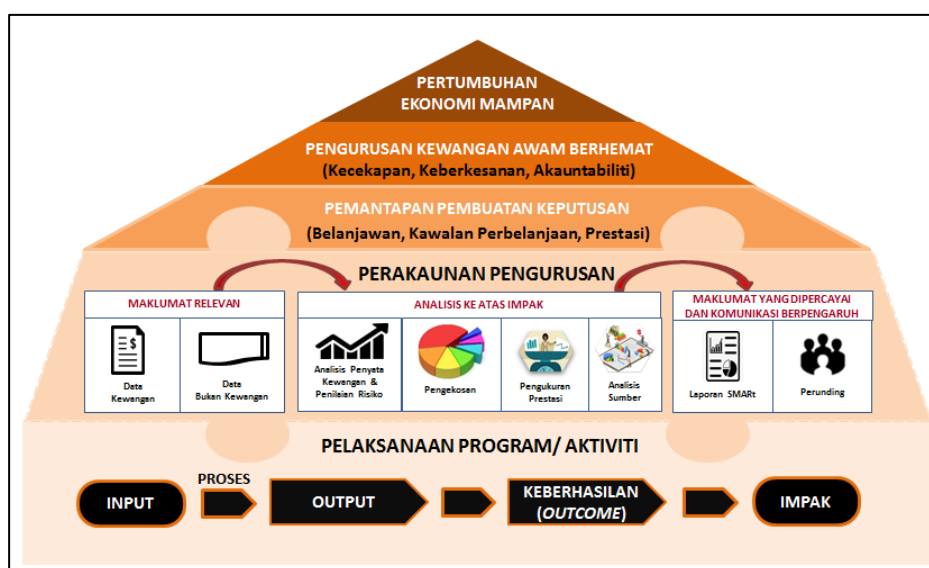 PERTUMBUHAN
EKONOMI MAMPAN
PENGURUSAN KEWANGAN AWAM BERHEMAT
(Kecekapan, Keberkesanan, Akauntabiliti)
PEMANTAPAN PEMBUATAN KEPUTUSAN
(Belanjawan, Kawalan Perbelanjaan, Prestasi)
PERAKAUNAN PENGURUSAN
MAKLUMAT RELEVAN
Data
Kewangan
Data
Bukan Kewangan
ANALISIS KE ATAS IMPAK
Analisis Penyata
Kewangan &
Penilaian Risiko
Pengekosan
Pengukuran
Prestasi
Analisis
Sumber
MAKLUMAT YANG DIPERCAYAI
DAN KOMUNIKASI BERPENGARUH
Laporan SMARt
Perunding
PELAKSANAAN PROGRAM/ AKTIVITI
INPUT
PROSES
OUTPUT
KEBERHASILAN
(OUTCOME)
IMPAK